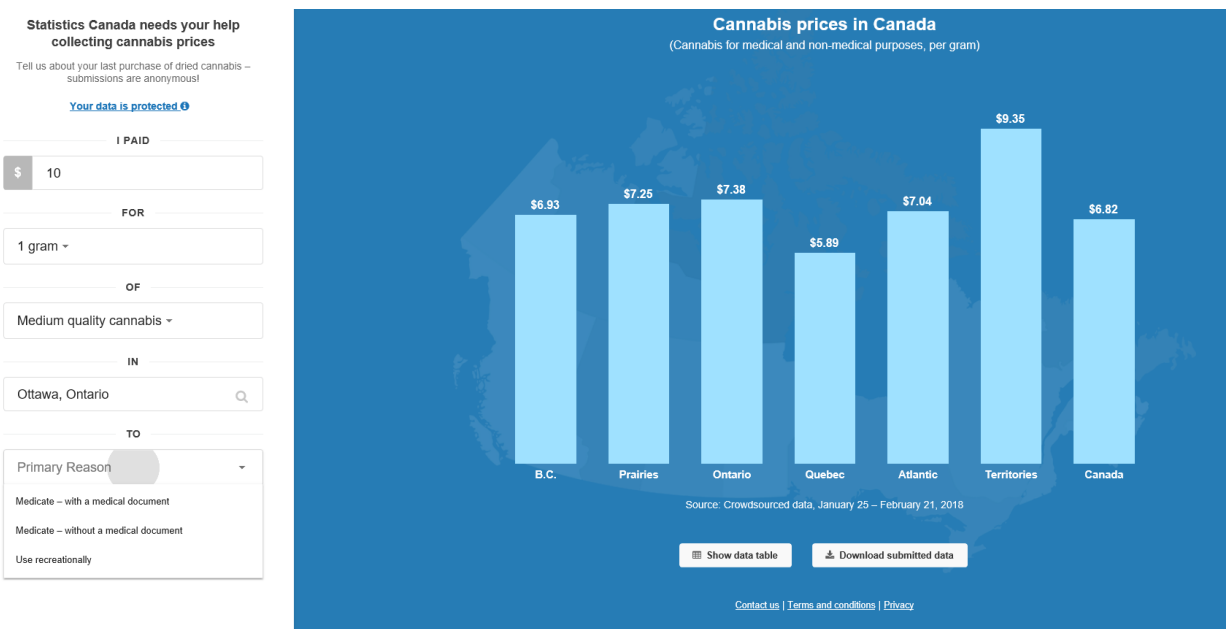 Statistics Canada needs your help
collecting cannabis prices
Tell us about your last purchase of dried cannabis –
submissions are anonymous!
Your data is protected
I PAID
$ 10
FOR
1 gram
OF
Medium quality cannabis
IN
Ottawa, Ontario
TO
Primary Reason
Medicate – with a medical document
Medicate – without a medical document
Use recreationally
Cannabis prices in Canada
(Cannabis for medical and non-medical purposes, per gram)
$6.93 $7.25 $7.38 $5.89 $7.04 $9.35 $6.82
B.C. Prairies Ontario Quebec Atlantic Territories Canada
Source: Crowdsourced data, January 25 – February 21, 2018
Show data table Download submitted data
Contact us | Terms and conditions | Privacy